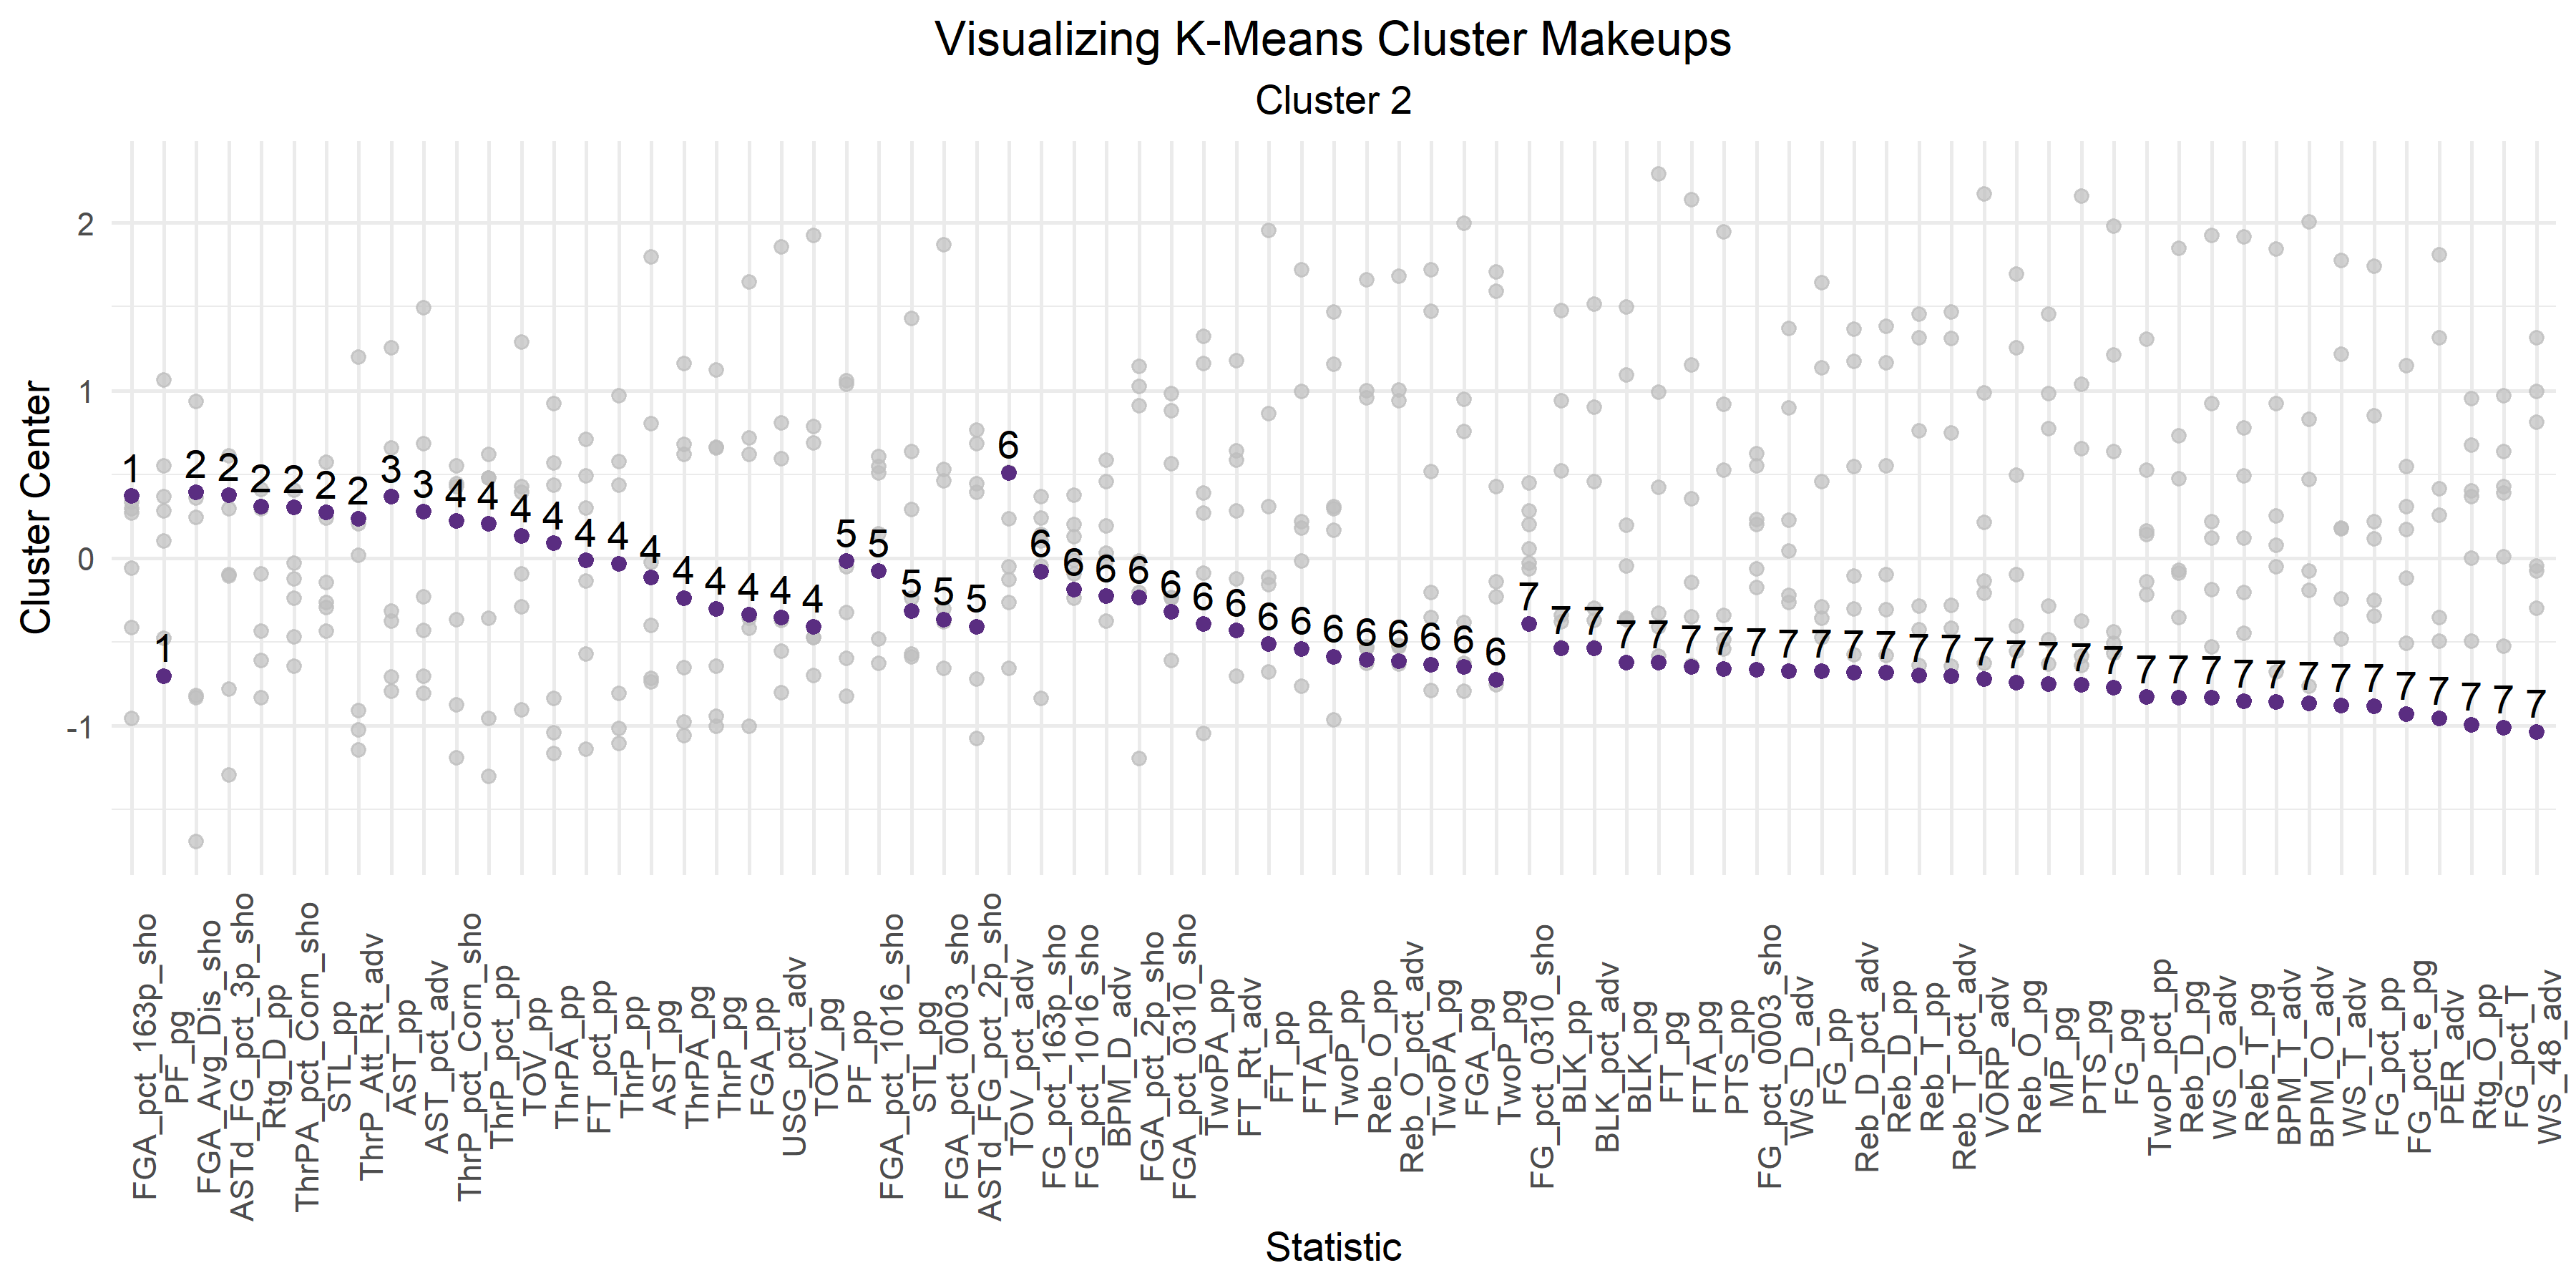 Visualizing K-Means Cluster Makeups
Cluster 2
Cluster Center
2
1
0
-1
1 1 2 2 2 2 2 2 3 3 4 4 4 4 4 4 4 4 4 4 4 4 5 5 5 5 5 6 6 6 6 6 6 6 6 6 6 6 6 6 6 6 6 7 7 7 7 7 7 7 7 7 7 7 7 7 7 7 7 7 7 7 7 7 7 7 7 7 7 7 7 7 7 7 7
FGA_pct_163p_sho
PF_pg
FGA_Avg_Dis_sho
ASTd_FG_pct_3p_sho
Rtg_D_pp
ThrPA_pct_Corn_sho
STL_pp
ThrP_Att_Rt_adv
AST_pp
AST_pct_adv
ThrP_pct_Corn_sho
ThrP_pct_pp
TOV_pp
ThrPA_pp
FT_pct_pp
ThrP_pp
AST_pg
ThrPA_pg
ThrP_pg
FGA_pp
USG_pct_adv
TOV_pg
PF_pp
FGA_pct_1016_sho
STL_pg
FGA_pct_0003_sho
ASTd_FG_pct_2p_sho
TOV_pct_adv
FG_pct_163p_sho
FG_pct_1016_sho
BPM_D_adv
FGA_pct_2p_sho
FGA_pct_0310_sho
TwoPA_pp
FT_Rt_adv
FT_pp
FTA_pp
TwoP_pp
Reb_O_pp
Reb_O_pct_adv
TwoPA_pg
FGA_pg
TwoP_pg
FG_pct_0310_sho
BLK_pp
BLK_pct_adv
BLK_pg
FT_pg
FTA_pg
PTS_pp
FG_pct_0003_sho
WS_D_adv
FG_pp
Reb_D_pct_adv
Reb_D_pp
Reb_T_pp
Reb_T_pct_adv
VORP_adv
Reb_O_pg
MP_pg
PTS_pg
FG_pg
TwoP_pct_pp
Reb_D_pg
WS_O_adv
Reb_T_pg
BPM_T_adv
BPM_O_adv
WS_T_adv
FG_pct_pp
FG_pct_e_pg
PER_adv
Rtg_O_pp
FG_pct_T
WS_48_adv
Statistic